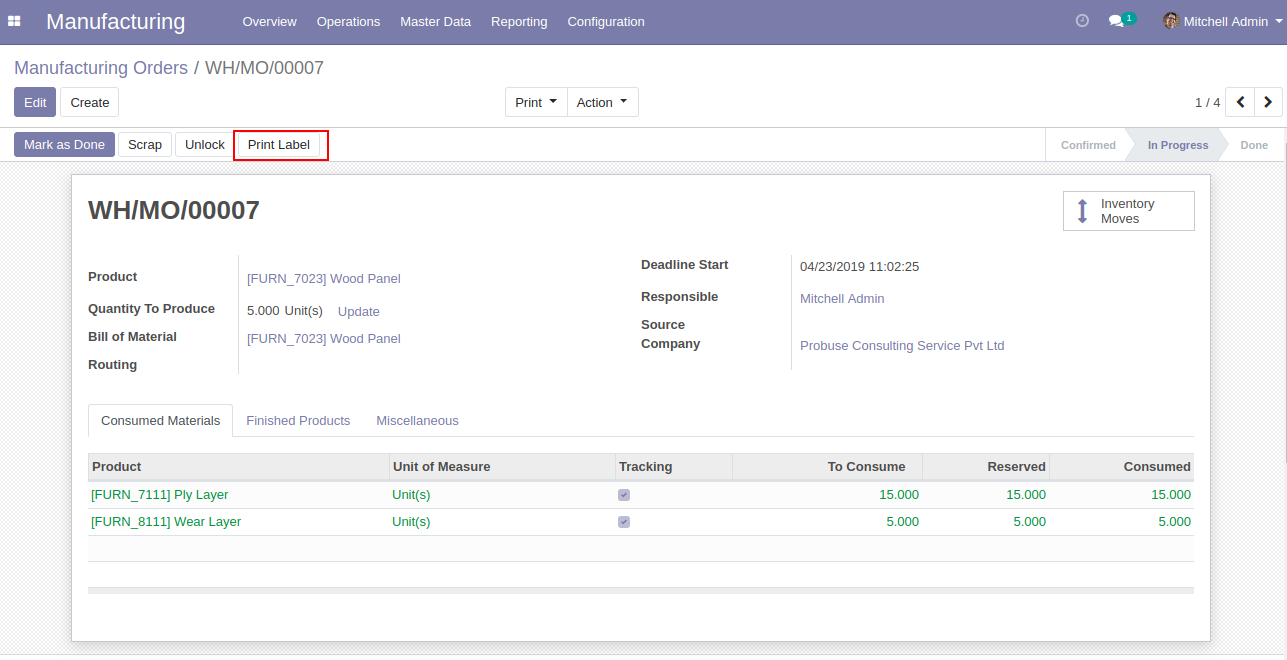 Manufacturing Overview Operations Master Data Reporting Configuration 1 Mitchell Admin
Manufacturing Orders / WH/MO/00007
Edit Create Print Action 1 / 4
Mark as Done Scrap Unlock Print Label Confirmed In Progress Done
WH/MO/00007
Inventory
Moves
Product [FURN_7023] Wood Panel
Quantity To Produce 5.000 Unit(s) Update
Bill of Material [FURN_7023] Wood Panel
Routing
Deadline Start 04/23/2019 11:02:25
Responsible Mitchell Admin
Source
Company Probuse Consulting Service Pvt Ltd
Consumed Materials Finished Products Miscellaneous
Product Unit of Measure Tracking To Consume Reserved Consumed
[FURN_7111] Ply Layer Unit(s) 15.000 15.000 15.000
[FURN_8111] Wear Layer Unit(s) 5.000 5.000 5.000